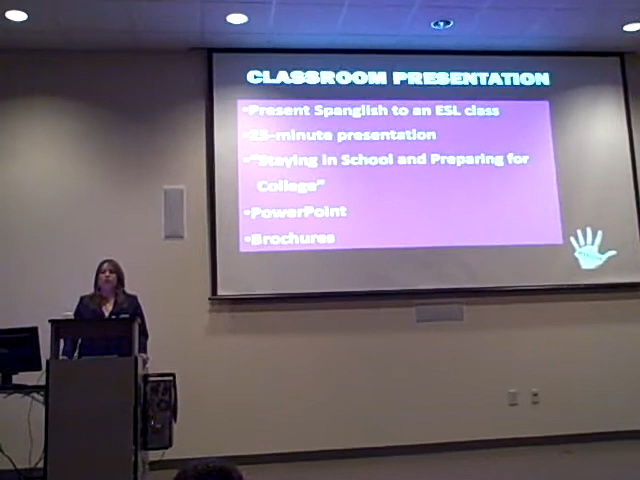 CLASSROOM PRESENTATION
•Present Spanglish to an ESL class
•25-minute presentation
•"Staying in School and Preparing for
College"
•PowerPoint
•Brochures